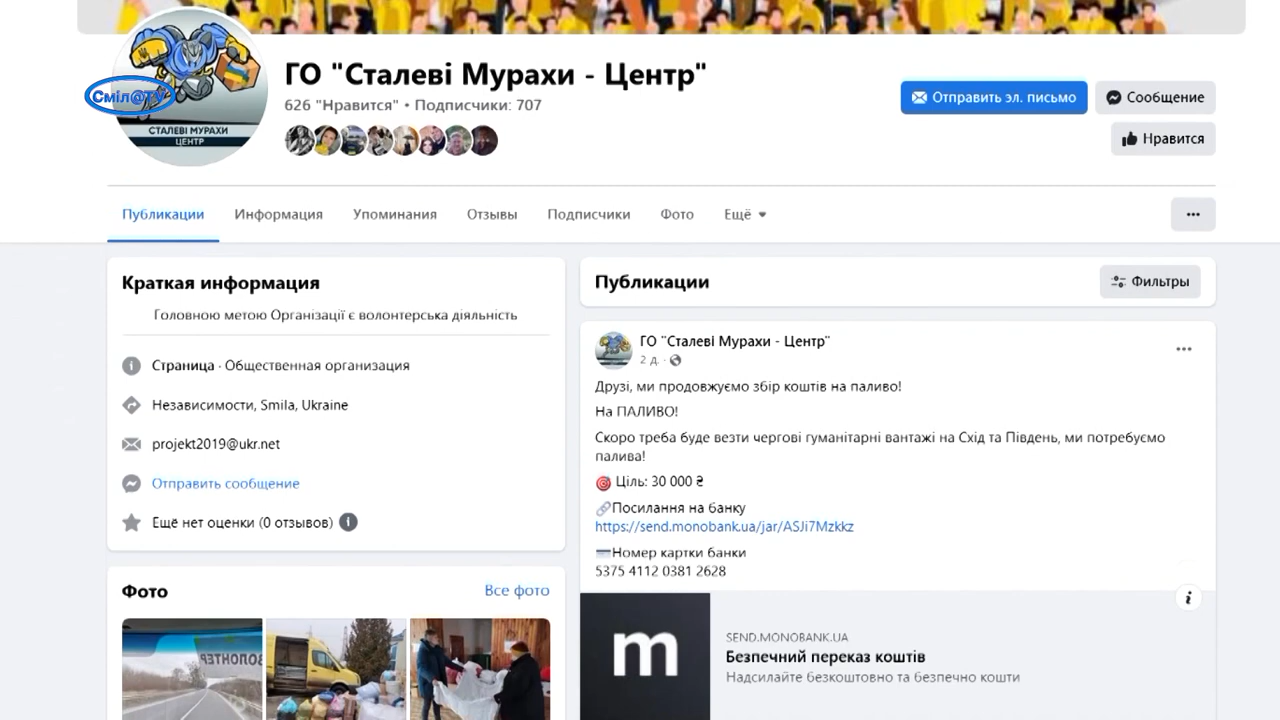 Сміл@TV
СТАЛЕВІ МУРАХИ
ЦЕНТР
ГО "Сталеві Мурахи - Центр"
626 "Нравится" • Подписчики: 707
Отправить эл. письмо
Сообщение
Нравится
Публикации
Информация
Упоминания
Отзывы
Подписчики
Фото
Ещё
Краткая информация
Головною метою Організації є волонтерська діяльність
Страница · Общественная организация
Независимости, Smila, Ukraine
projekt2019@ukr.net
Отправить сообщение
Ещё нет оценки (0 отзывов)
Фото
Все фото
ВОЛОНТЕР
Публикации
Фильтры
ГО "Сталеві Мурахи - Центр"
2 д. ·
Друзі, ми продовжуємо збір коштів на паливо!
На ПАЛИВО!
Скоро треба буде везти чергові гуманітарні вантажі на Схід та Південь, ми потребуємо
палива!
Ціль: 30 000 ₴
Посилання на банку
https://send.monobank.ua/jar/ASJi7Mzkkz
Номер картки банки
5375 4112 0381 2628
m
SEND.MONOBANK.UA
Безпечний переказ коштів
Надсилайте безкоштовно та безпечно кошти